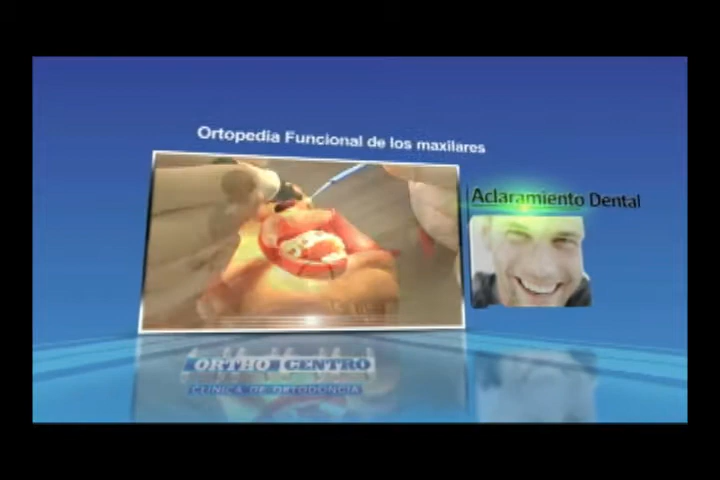 Ortopedia Funcional de los maxilares
Aclaramiento Dental
ORTHO CENTRO
CLINICA DE ORTODONCIA